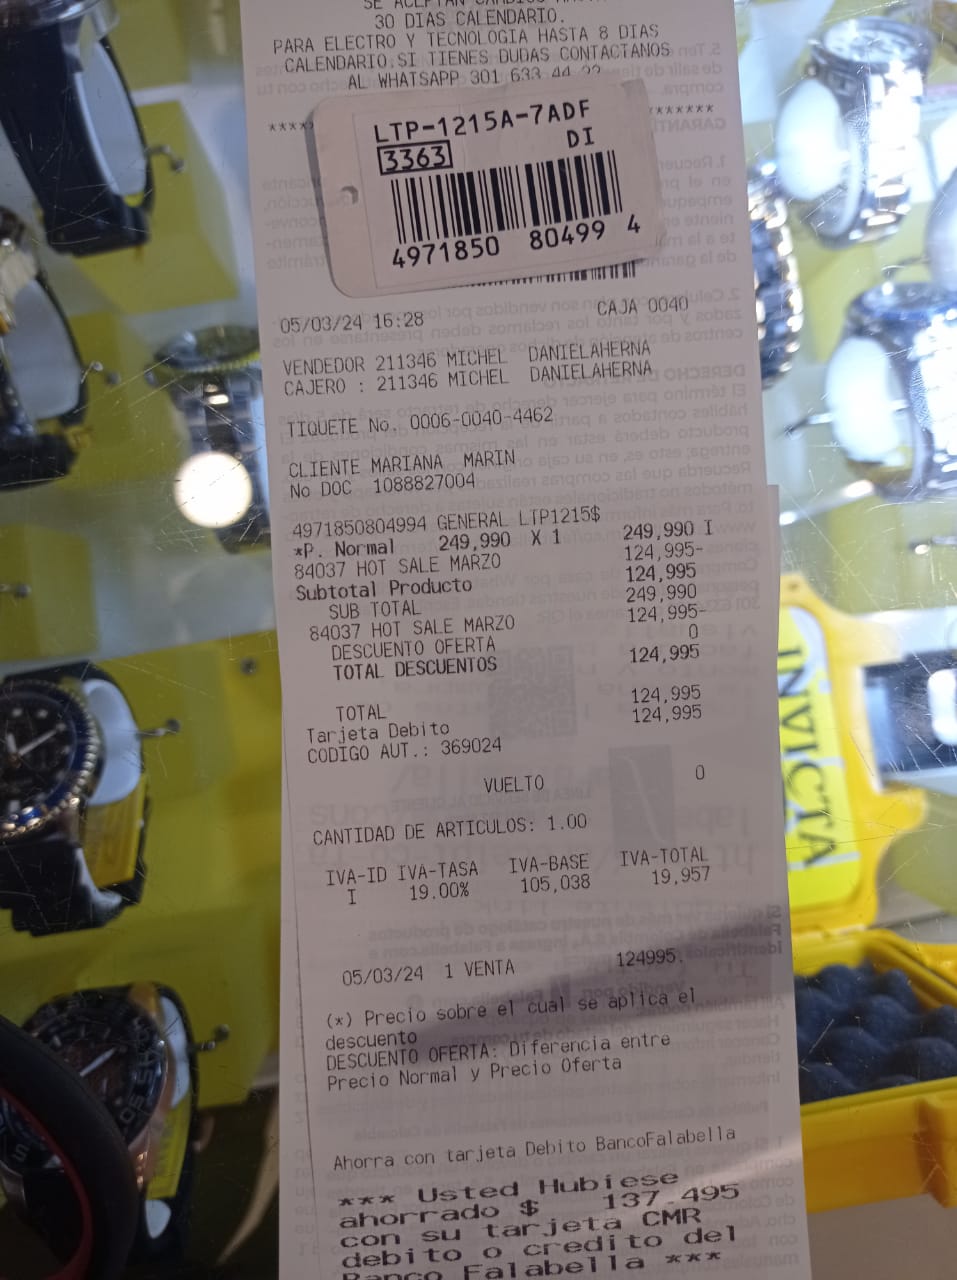 30 DIAS CALENDARIO.
PARA ELECTRO Y TECNOLOGIA HASTA 8 DIAS
CALENDARIO.SI TIENES DUDAS CONTACTANOS
AL WHATSAPP 301 633 44
LTP-1215A-7ADF
3363 DI
4971850 80499 4
05/03/24 16:28 CAJA 0040
VENDEDOR 211346 MICHEL DANIELAHERNA
CAJERO : 211346 MICHEL DANIELAHERNA
TIQUETE No. 0006-0040-4462
CLIENTE MARIANA MARIN
No DOC 1088827004
4971850804994 GENERAL LTP1215$
*P. Normal 249,990 X 1 249,990 I
84037 HOT SALE MARZO 124,995-
Subtotal Producto 124,995
SUB TOTAL 249,990
84037 HOT SALE MARZO 124,995-
DESCUENTO OFERTA 0
TOTAL DESCUENTOS 124,995
TOTAL 124,995
Tarjeta Debito 124,995
CODIGO AUT.: 369024
VUELTO 0
CANTIDAD DE ARTICULOS: 1.00
IVA-ID IVA-TASA IVA-BASE IVA-TOTAL
I 19.00% 105,038 19,957
05/03/24 1 VENTA 124995.
(*) Precio sobre el cual se aplica el
descuento
DESCUENTO OFERTA: Diferencia entre
Precio Normal y Precio Oferta
Ahorra con tarjeta Debito BancoFalabella
*** Usted Hubiese
ahorrado $ 137,495
con su tarjeta CMR
debito o credito del
Banco Falabella ***
INVICTA